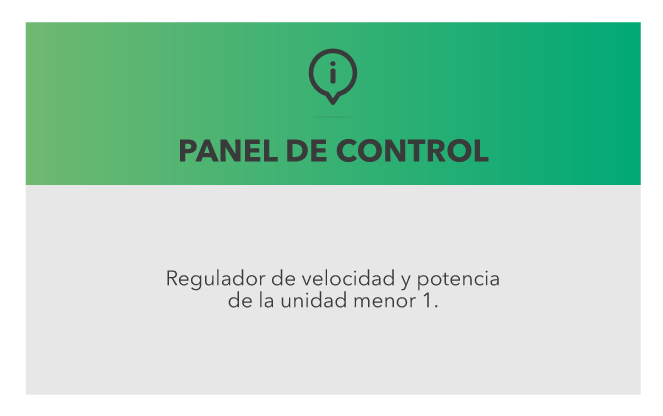 PANEL DE CONTROL
Regulador de velocidad y potencia
de la unidad menor 1.